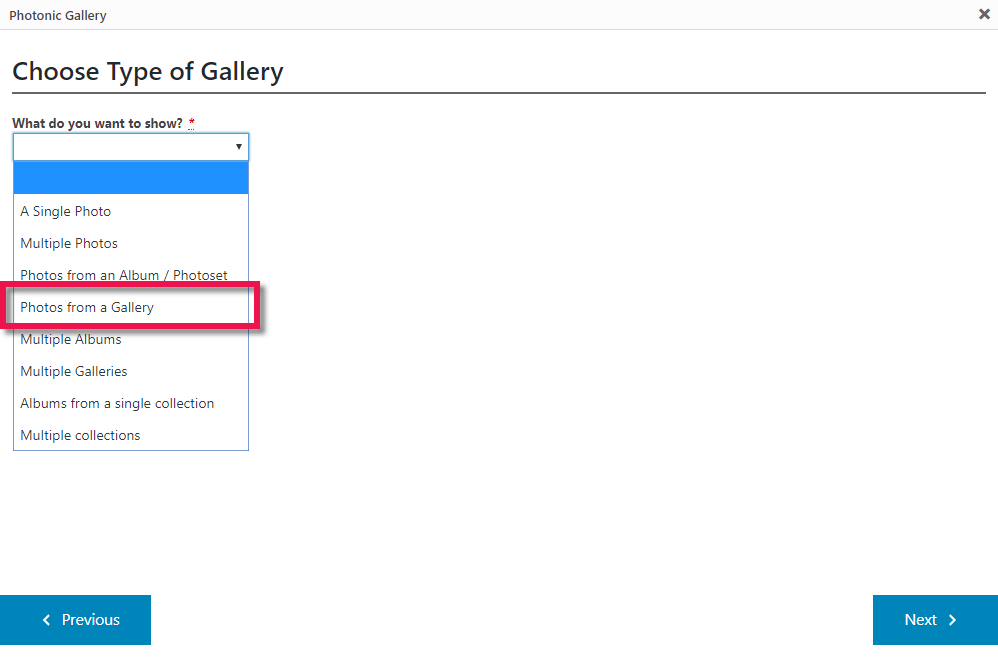 Photonic Gallery
Choose Type of Gallery
What do you want to show? *
A Single Photo
Multiple Photos
Photos from an Album / Photoset
Photos from a Gallery
Multiple Albums
Multiple Galleries
Albums from a single collection
Multiple collections
Previous
Next